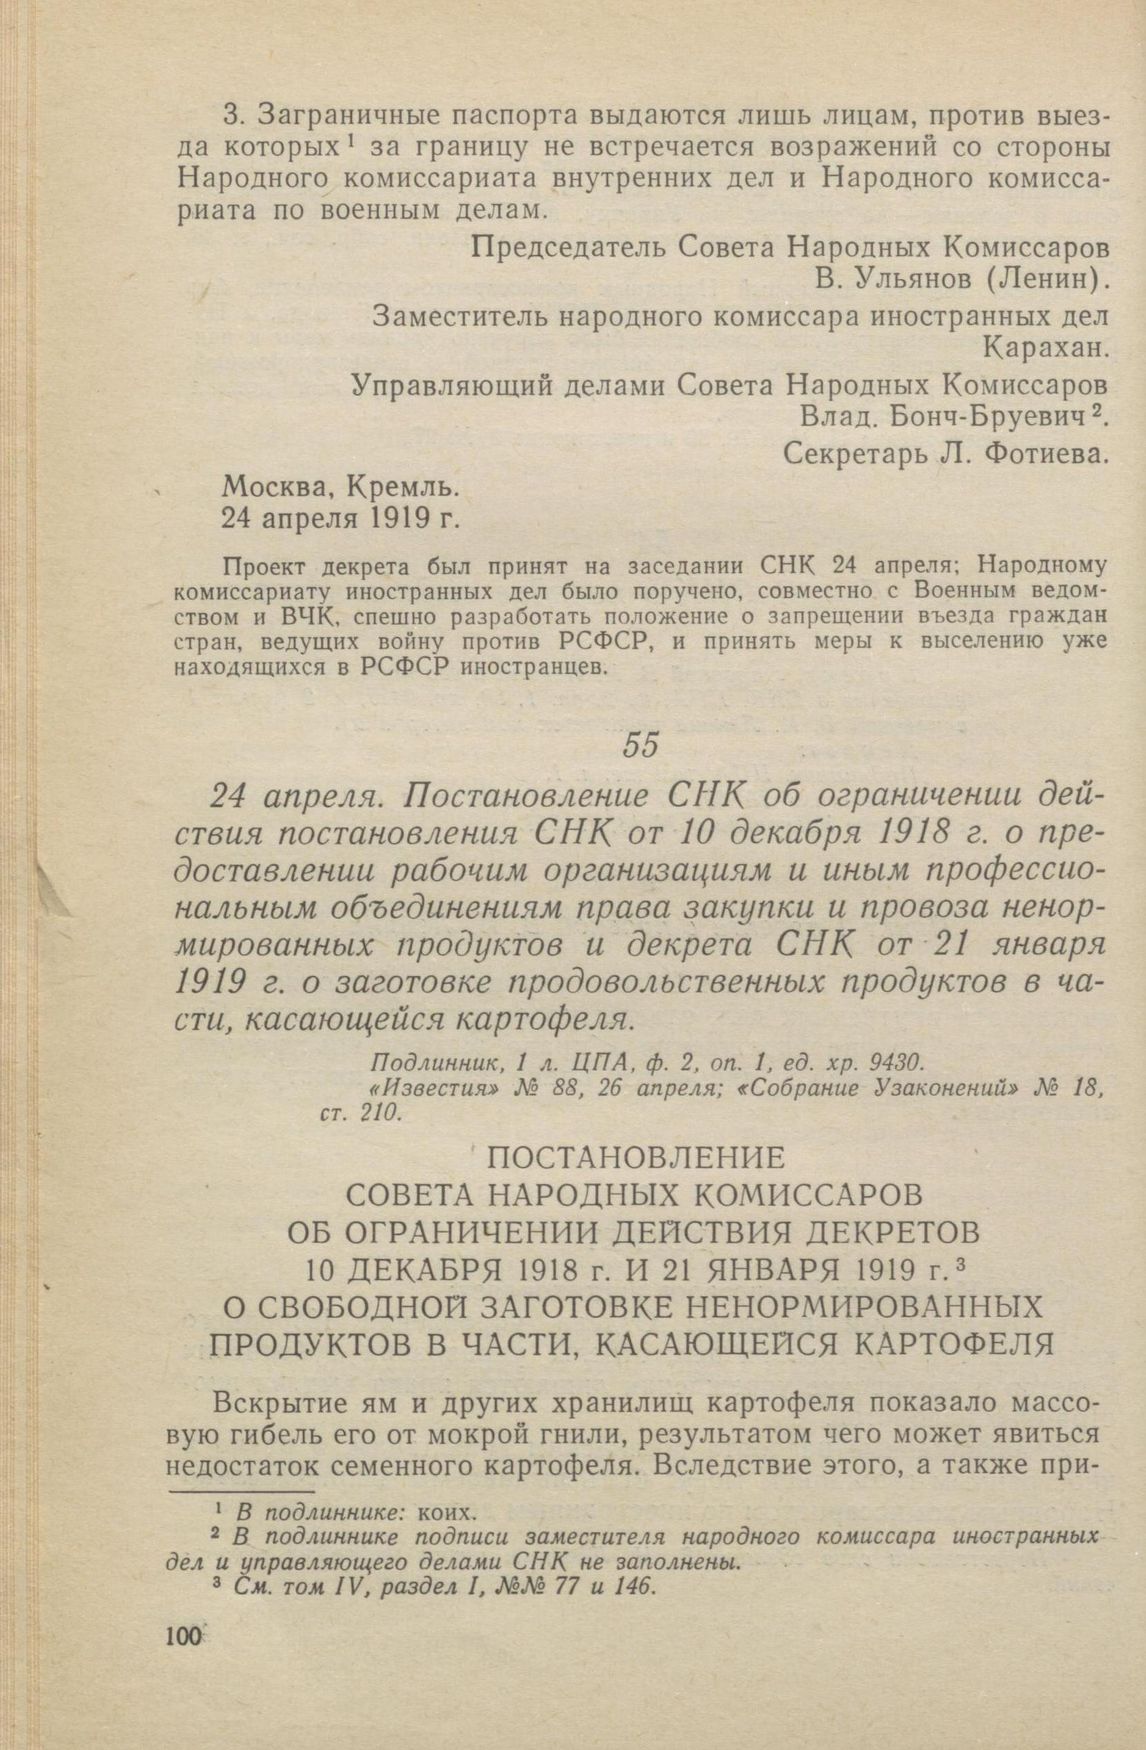 3. Заграничные паспорта выдаются лишь лицам, против выез-
да которых ¹ за границу не встречается возражений со стороны
Народного комиссариата внутренних дел и Народного комисса-
риата по военным делам.
Председатель Совета Народных Комиссаров
В. Ульянов (Ленин).
Заместитель народного комиссара иностранных дел
Карахан.
Управляющий делами Совета Народных Комиссаров
Влад. Бонч-Бруевич ².
Секретарь Л. Фотиева.
Москва, Кремль.
24 апреля 1919 г.
Проект декрета был принят на заседании СНК 24 апреля; Народному
комиссариату иностранных дел было поручено, совместно с Военным ведом-
ством и ВЧК, спешно разработать положение о запрещении въезда граждан
стран, ведущих войну против РСФСР, и принять меры к выселению уже
находящихся в РСФСР иностранцев.
55
24 апреля. Постановление СНК об ограничении дей-
ствия постановления СНК от 10 декабря 1918 г. о пре-
доставлении рабочим организациям и иным профессио-
нальным объединениям права закупки и провоза ненор-
мированных продуктов и декрета СНК от 21 января
1919 г. о заготовке продовольственных продуктов в ча-
сти, касающейся картофеля.
Подлинник, 1 л. ЦПА, ф. 2, оп. 1, ед. хр. 9430.
«Известия» № 88, 26 апреля; «Собрание Узаконений» № 18,
ст. 210.
ПОСТАНОВЛЕНИЕ
СОВЕТА НАРОДНЫХ КОМИССАРОВ
ОБ ОГРАНИЧЕНИИ ДЕЙСТВИЯ ДЕКРЕТОВ
10 ДЕКАБРЯ 1918 г. И 21 ЯНВАРЯ 1919 г. ³
О СВОБОДНОЙ ЗАГОТОВКЕ НЕНОРМИРОВАННЫХ
ПРОДУКТОВ В ЧАСТИ, КАСАЮЩЕЙСЯ КАРТОФЕЛЯ
Вскрытие ям и других хранилищ картофеля показало массо-
вую гибель его от мокрой гнили, результатом чего может явиться
недостаток семенного картофеля. Вследствие этого, а также при-
¹ В подлиннике: коих.
² В подлиннике подписи заместителя народного комиссара иностранных
дел и управляющего делами СНК не заполнены.
³ См. том IV, раздел I, №№ 77 и 146.
100